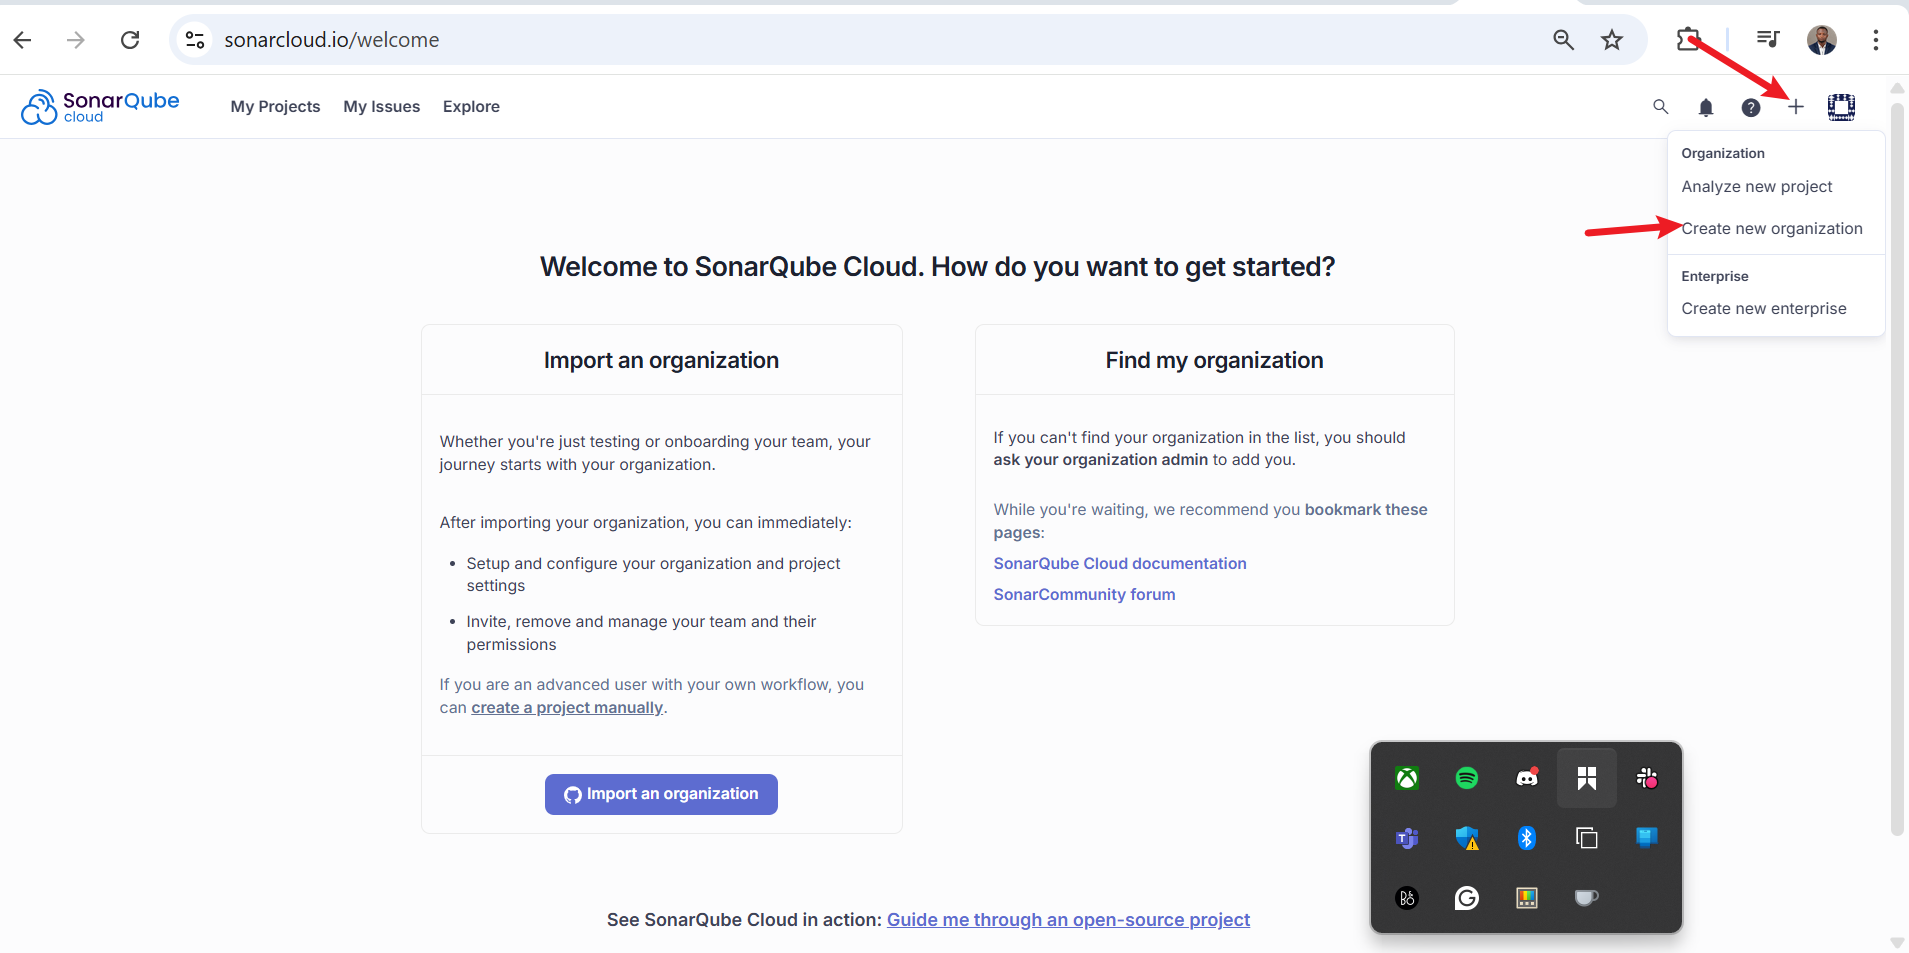 sonarcloud.io/welcome
SonarQube
cloud
My Projects
My Issues
Explore
?
Organization
Analyze new project
Create new organization
Enterprise
Create new enterprise
Welcome to SonarQube Cloud. How do you want to get started?
Import an organization
Whether you're just testing or onboarding your team, your
journey starts with your organization.
After importing your organization, you can immediately:
• Setup and configure your organization and project
settings
• Invite, remove and manage your team and their
permissions
If you are an advanced user with your own workflow, you
can create a project manually.
Import an organization
Find my organization
If you can't find your organization in the list, you should
ask your organization admin to add you.
While you're waiting, we recommend you bookmark these
pages:
SonarQube Cloud documentation
SonarCommunity forum
See SonarQube Cloud in action: Guide me through an open-source project